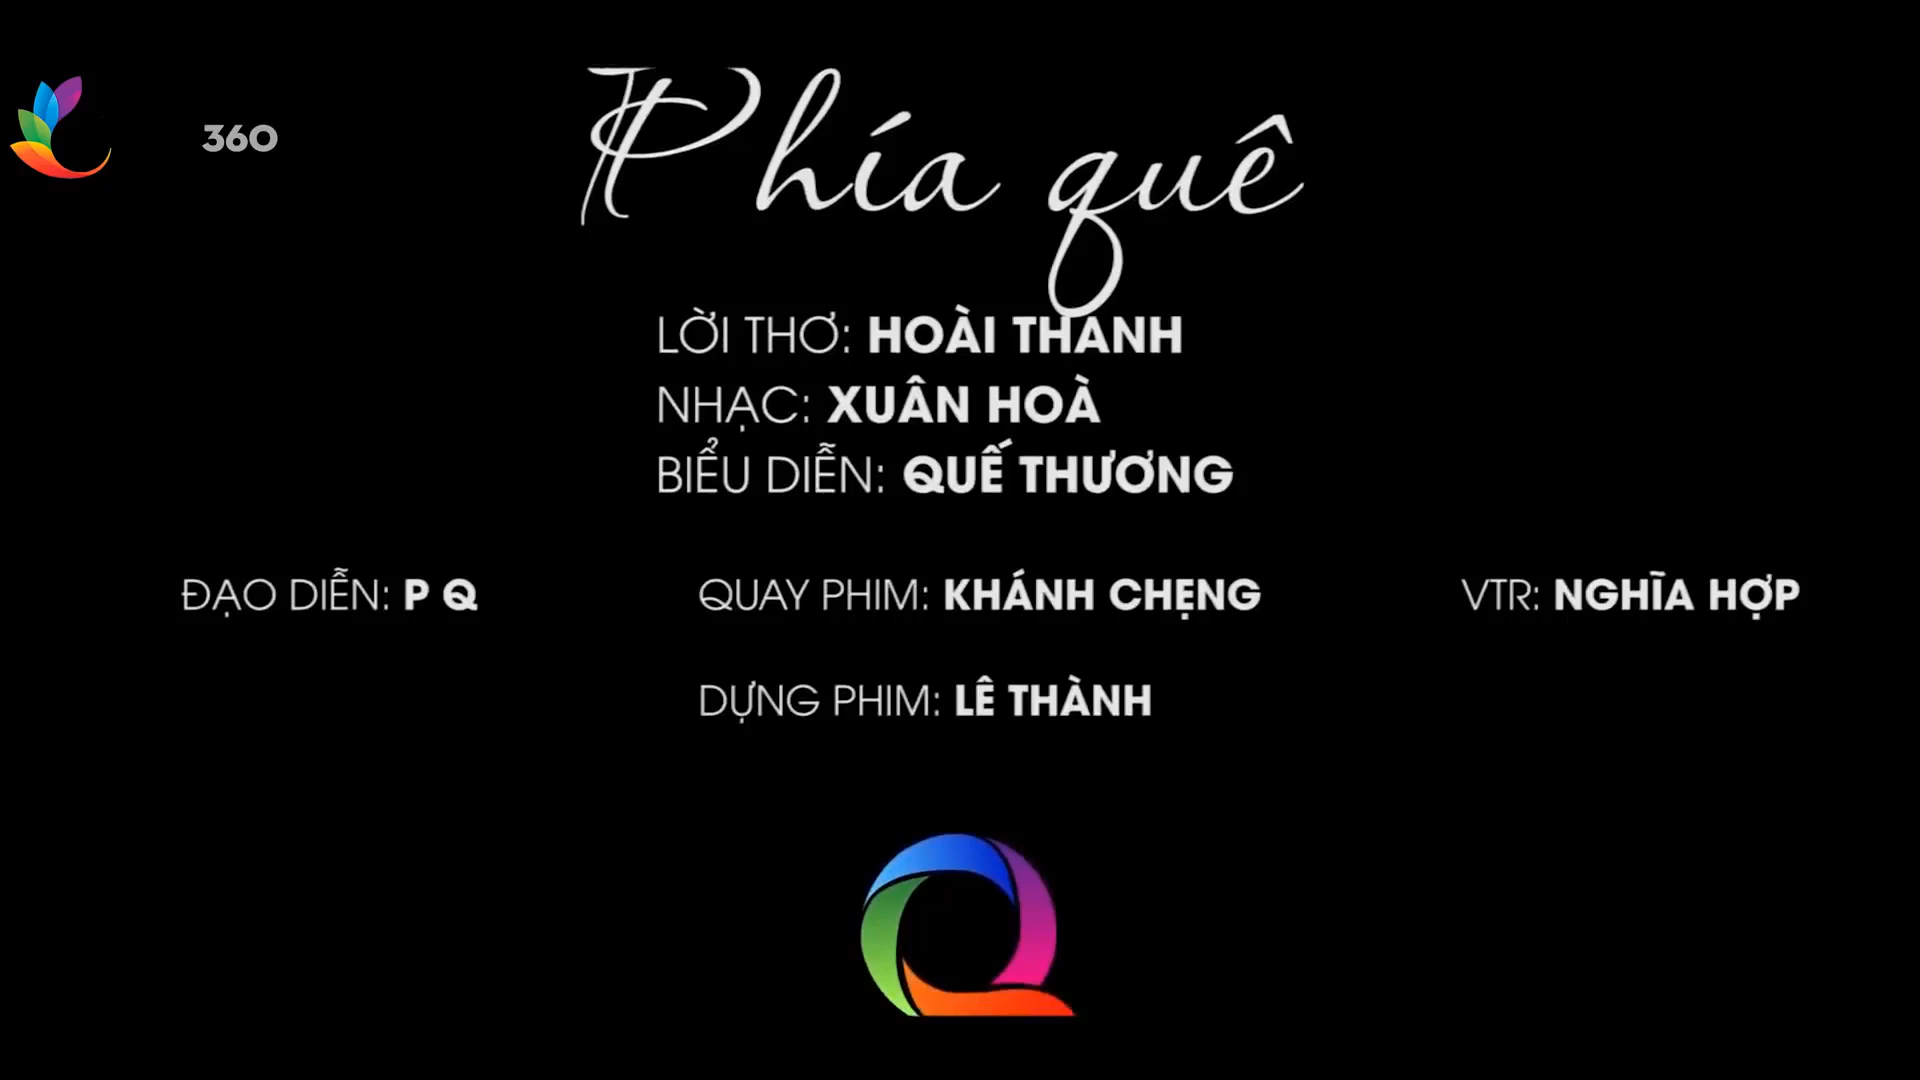 360
Phía quê
LỜI THƠ: HOÀI THANH
NHẠC: XUÂN HOÀ
BIỂU DIỄN: QUẾ THƯƠNG
ĐẠO DIỄN: P Q
QUAY PHIM: KHÁNH CHẸNG
VTR: NGHĨA HỢP
DỰNG PHIM: LÊ THÀNH